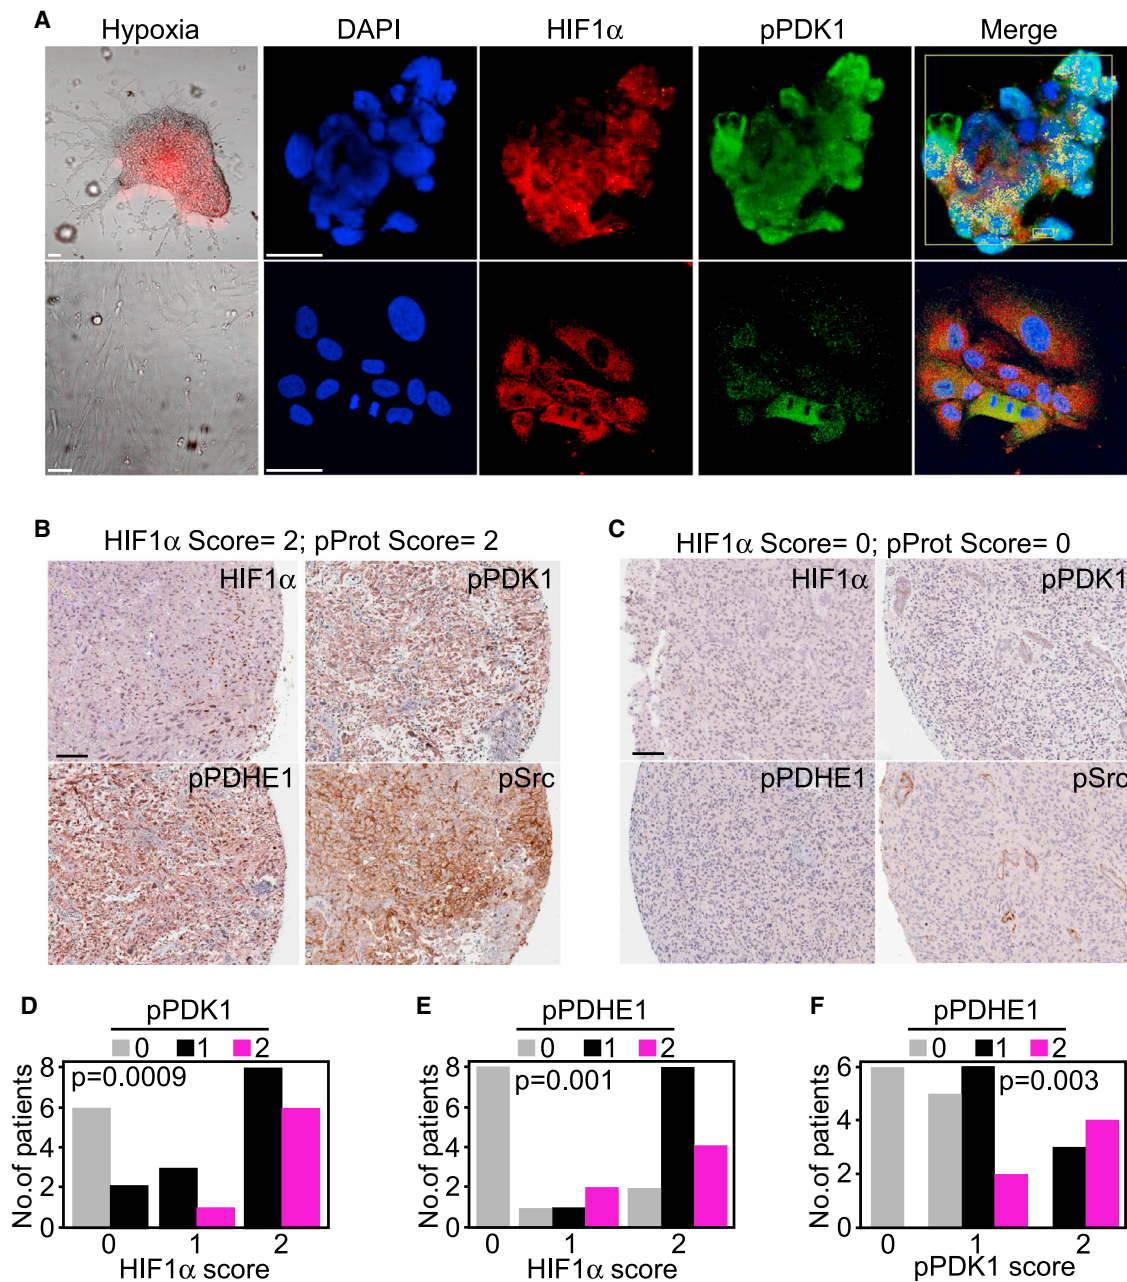 A
Hypoxia DAPI HIF1α pPDK1 Merge
B
HIF1α Score= 2; pProt Score= 2
HIF1α pPDK1
pPDHE1 pSrc
C
HIF1α Score= 0; pProt Score= 0
HIF1α pPDK1
pPDHE1 pSrc
D
pPDK1
0 1 2
p=0.0009
No.of patients
8
6
4
2
0
0 1 2
HIF1α score
E
pPDHE1
0 1 2
p=0.001
No.of patients
8
6
4
2
0
0 1 2
HIF1α score
F
pPDHE1
0 1 2
p=0.003
No.of patients
6
4
2
0
0 1 2
pPDK1 score